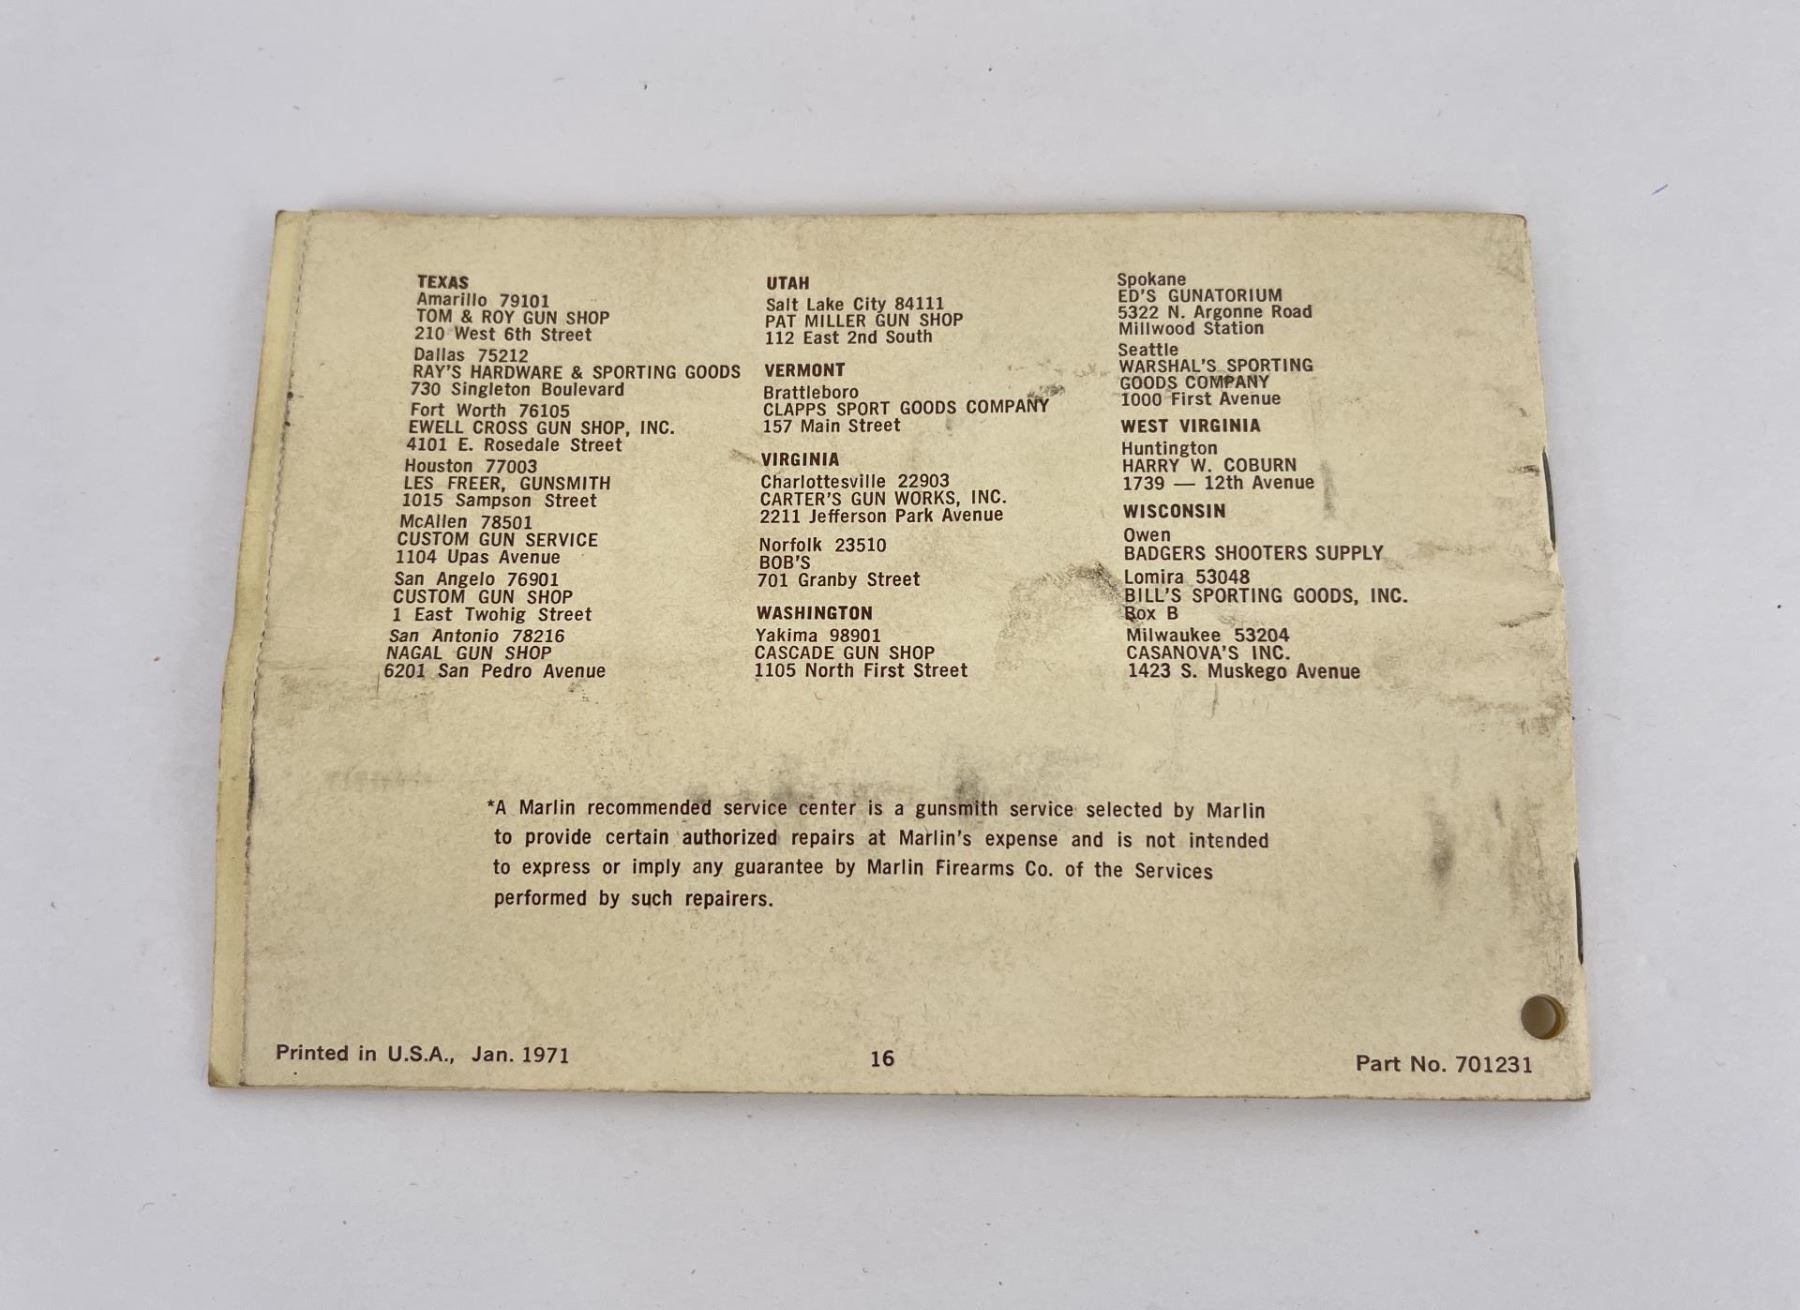 TEXAS
Amarillo 79101
TOM & ROY GUN SHOP
210 West 6th Street
Dallas 75212
RAY'S HARDWARE & SPORTING GOODS
730 Singleton Boulevard
Fort Worth 76105
EWELL CROSS GUN SHOP, INC.
4101 E. Rosedale Street
Houston 77003
LES FREER, GUNSMITH
1015 Sampson Street
McAllen 78501
CUSTOM GUN SERVICE
1104 Upas Avenue
San Angelo 76901
CUSTOM GUN SHOP
1 East Twohig Street
San Antonio 78216
NAGAL GUN SHOP
6201 San Pedro Avenue
UTAH
Salt Lake City 84111
PAT MILLER GUN SHOP
112 East 2nd South
VERMONT
Brattleboro
CLAPPS SPORT GOODS COMPANY
157 Main Street
VIRGINIA
Charlottesville 22903
CARTER'S GUN WORKS, INC.
2211 Jefferson Park Avenue
Norfolk 23510
BOB'S
701 Granby Street
WASHINGTON
Yakima 98901
CASCADE GUN SHOP
1105 North First Street
Spokane
ED'S GUNATORIUM
5322 N. Argonne Road
Millwood Station
Seattle
WARSHAL'S SPORTING
GOODS COMPANY
1000 First Avenue
WEST VIRGINIA
Huntington
HARRY W. COBURN
1739 — 12th Avenue
WISCONSIN
Owen
BADGERS SHOOTERS SUPPLY
Lomira 53048
BILL'S SPORTING GOODS, INC.
Box B
Milwaukee 53204
CASANOVA'S INC.
1423 S. Muskego Avenue
*A Marlin recommended service center is a gunsmith service selected by Marlin
to provide certain authorized repairs at Marlin's expense and is not intended
to express or imply any guarantee by Marlin Firearms Co. of the Services
performed by such repairers.
Printed in U.S.A., Jan. 1971
16
Part No. 701231